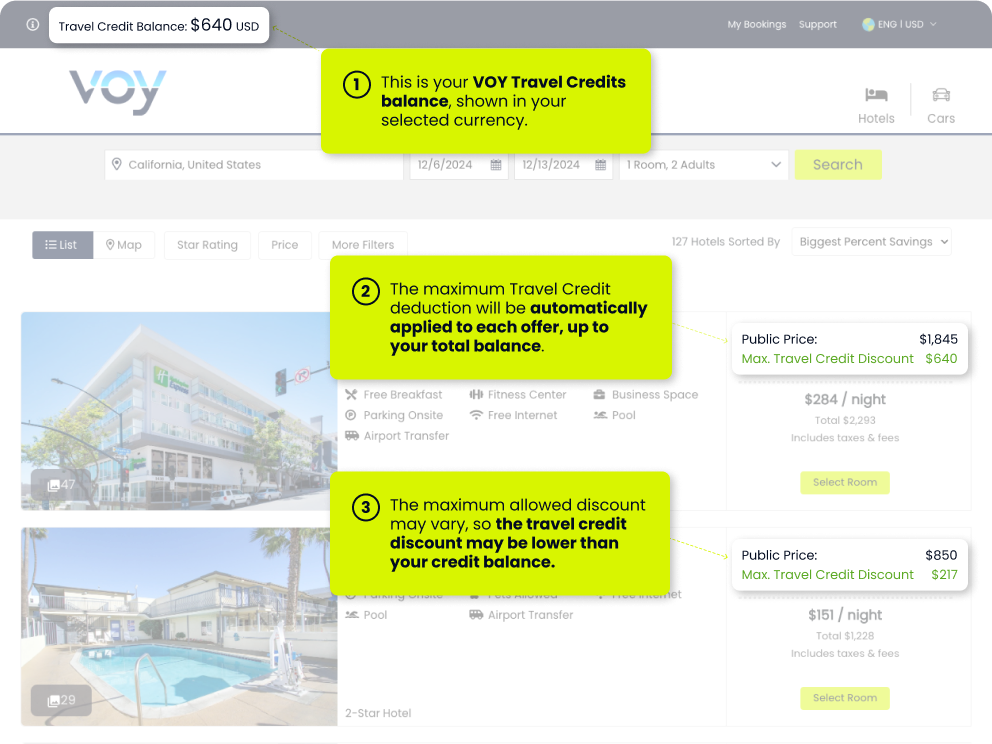 Travel Credit Balance: $640 USD
My Bookings
Support
ENG | USD
VOY
1
This is your VOY Travel Credits
balance, shown in your
selected currency.
Hotels
Cars
California, United States
12/6/2024
12/13/2024
1 Room, 2 Adults
Search
List
Map
Star Rating
Price
More Filters
127 Hotels Sorted By
Biggest Percent Savings
2
The maximum Travel Credit
deduction will be automatically
applied to each offer, up to
your total balance.
Public Price: $1,845
Max. Travel Credit Discount $640
$284 / night
Total $2,293
Includes taxes & fees
Select Room
47
Free Breakfast
Fitness Center
Business Space
Parking Onsite
Free Internet
Pool
Airport Transfer
3
The maximum allowed discount
may vary, so the travel credit
discount may be lower than
your credit balance.
Public Price: $850
Max. Travel Credit Discount $217
$151 / night
Total $1,228
Includes taxes & fees
Select Room
29
Parking Onsite
Pets Allowed
Free Internet
Pool
Airport Transfer
2-Star Hotel